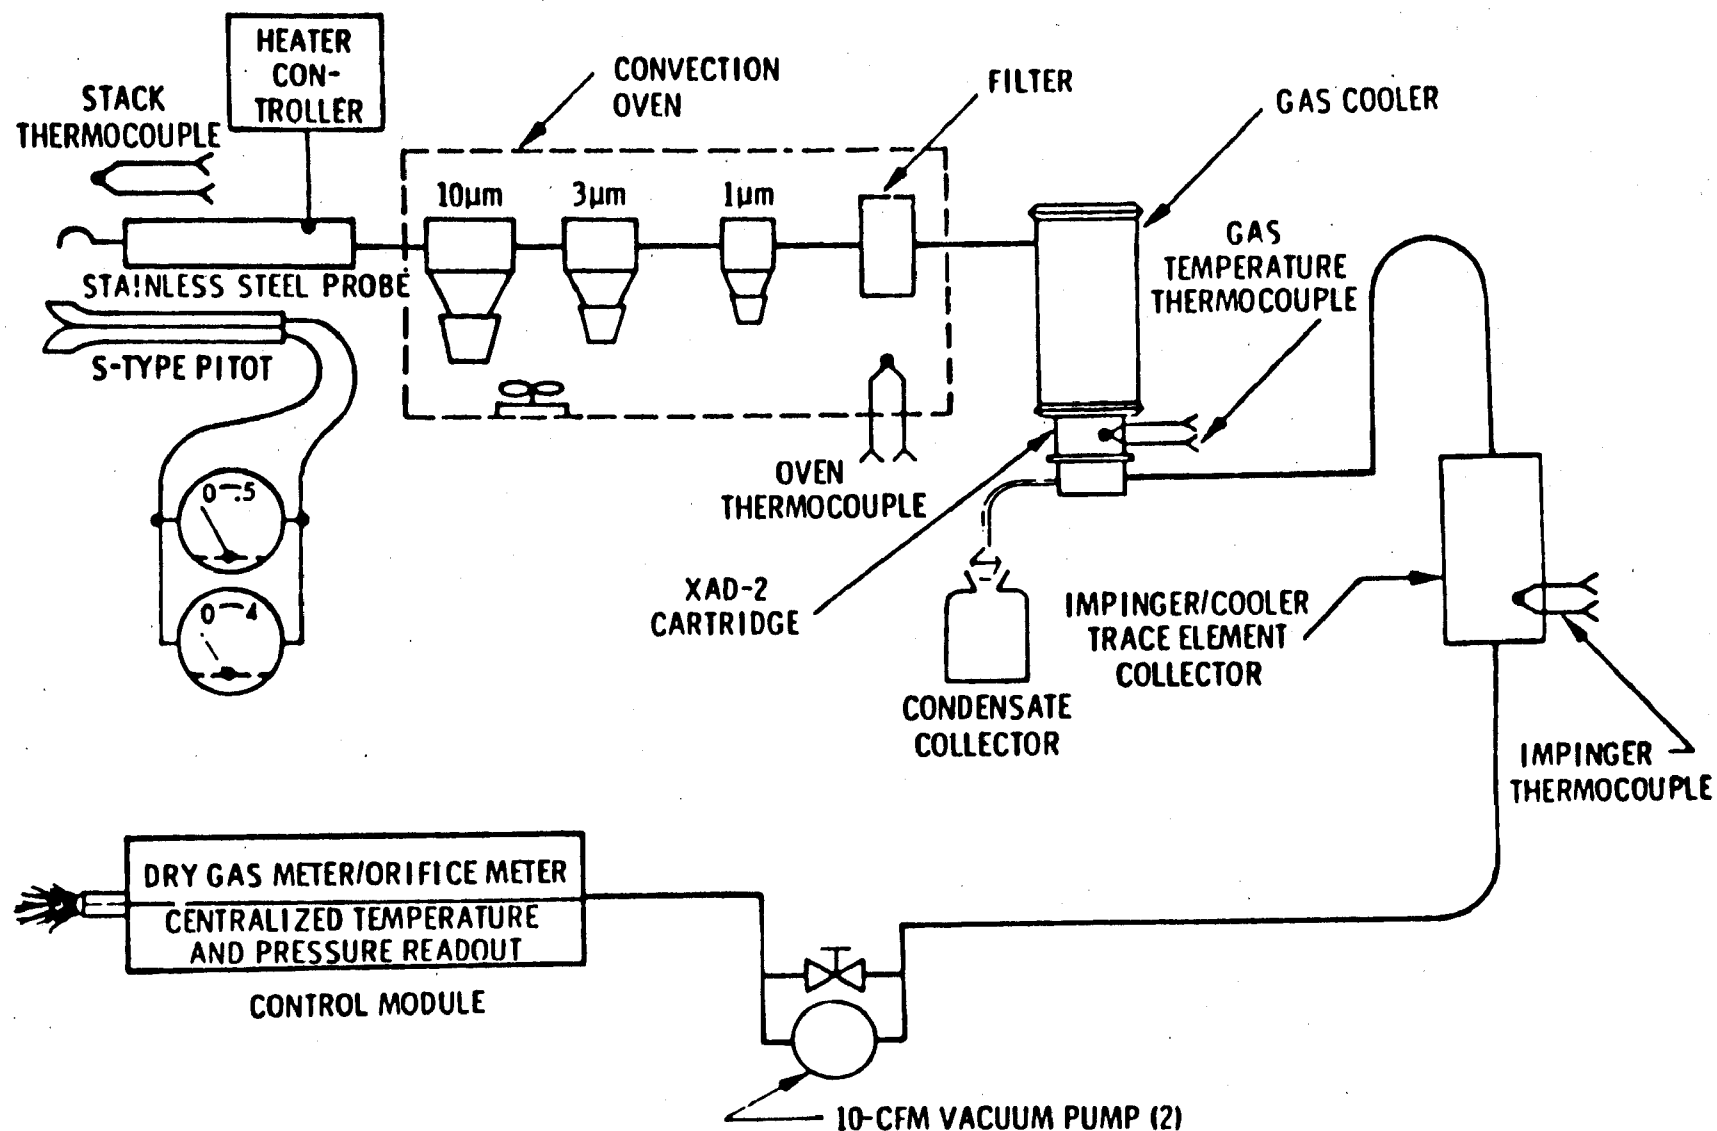 HEATER
CON-
TROLLER
STACK
THERMOCOUPLE
CONVECTION
OVEN
FILTER
GAS COOLER
10μm
3μm
1μm
GAS
TEMPERATURE
THERMOCOUPLE
STAINLESS STEEL PROBE
S-TYPE PITOT
OVEN
THERMOCOUPLE
0-.5
0-4
XAD-2
CARTRIDGE
IMPINGER/COOLER
TRACE ELEMENT
COLLECTOR
CONDENSATE
COLLECTOR
IMPINGER
THERMOCOUPLE
DRY GAS METER/ORIFICE METER
CENTRALIZED TEMPERATURE
AND PRESSURE READOUT
CONTROL MODULE
10-CFM VACUUM PUMP (2)